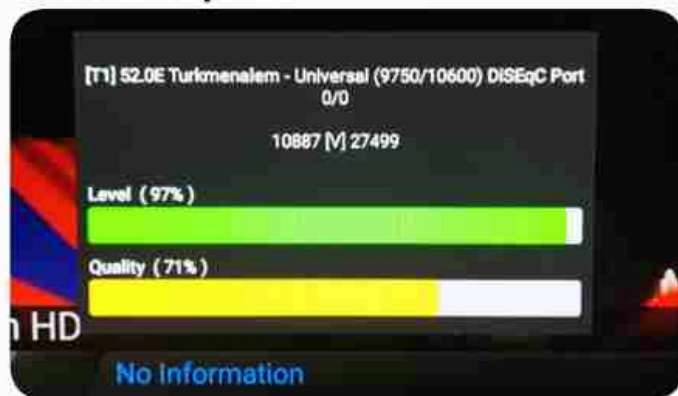 [T1] 52.0E Turkmenalem - Universal (9750/10600) DiSEqC Port
0/0
10887 [V] 27499
Level ( 97% )
Quality ( 71% )
HD
No Information